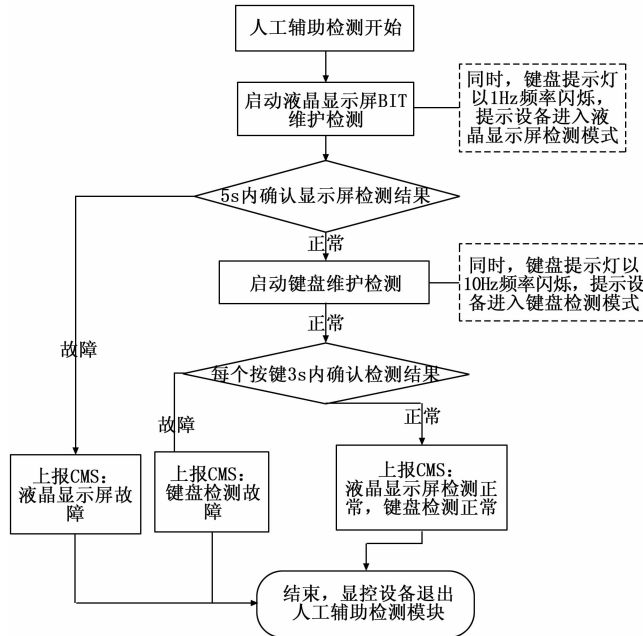 人工辅助检测开始
启动液晶显示屏BIT
维护检测
同时，键盘提示灯
以1Hz频率闪烁，
提示设备进入液
晶显示屏检测模式
5s内确认显示屏检测结果
正常
启动键盘维护检测
同时，键盘提示灯以
10Hz频率闪烁，提示设
备进入键盘检测模式
正常
故障
每个按键3s内确认检测结果
故障
正常
上报CMS：
液晶显示屏故
障
上报CMS：
键盘检测故
障
上报CMS：
液晶显示屏检测正
常，键盘检测正常
结束，显控设备退出
人工辅助检测模块